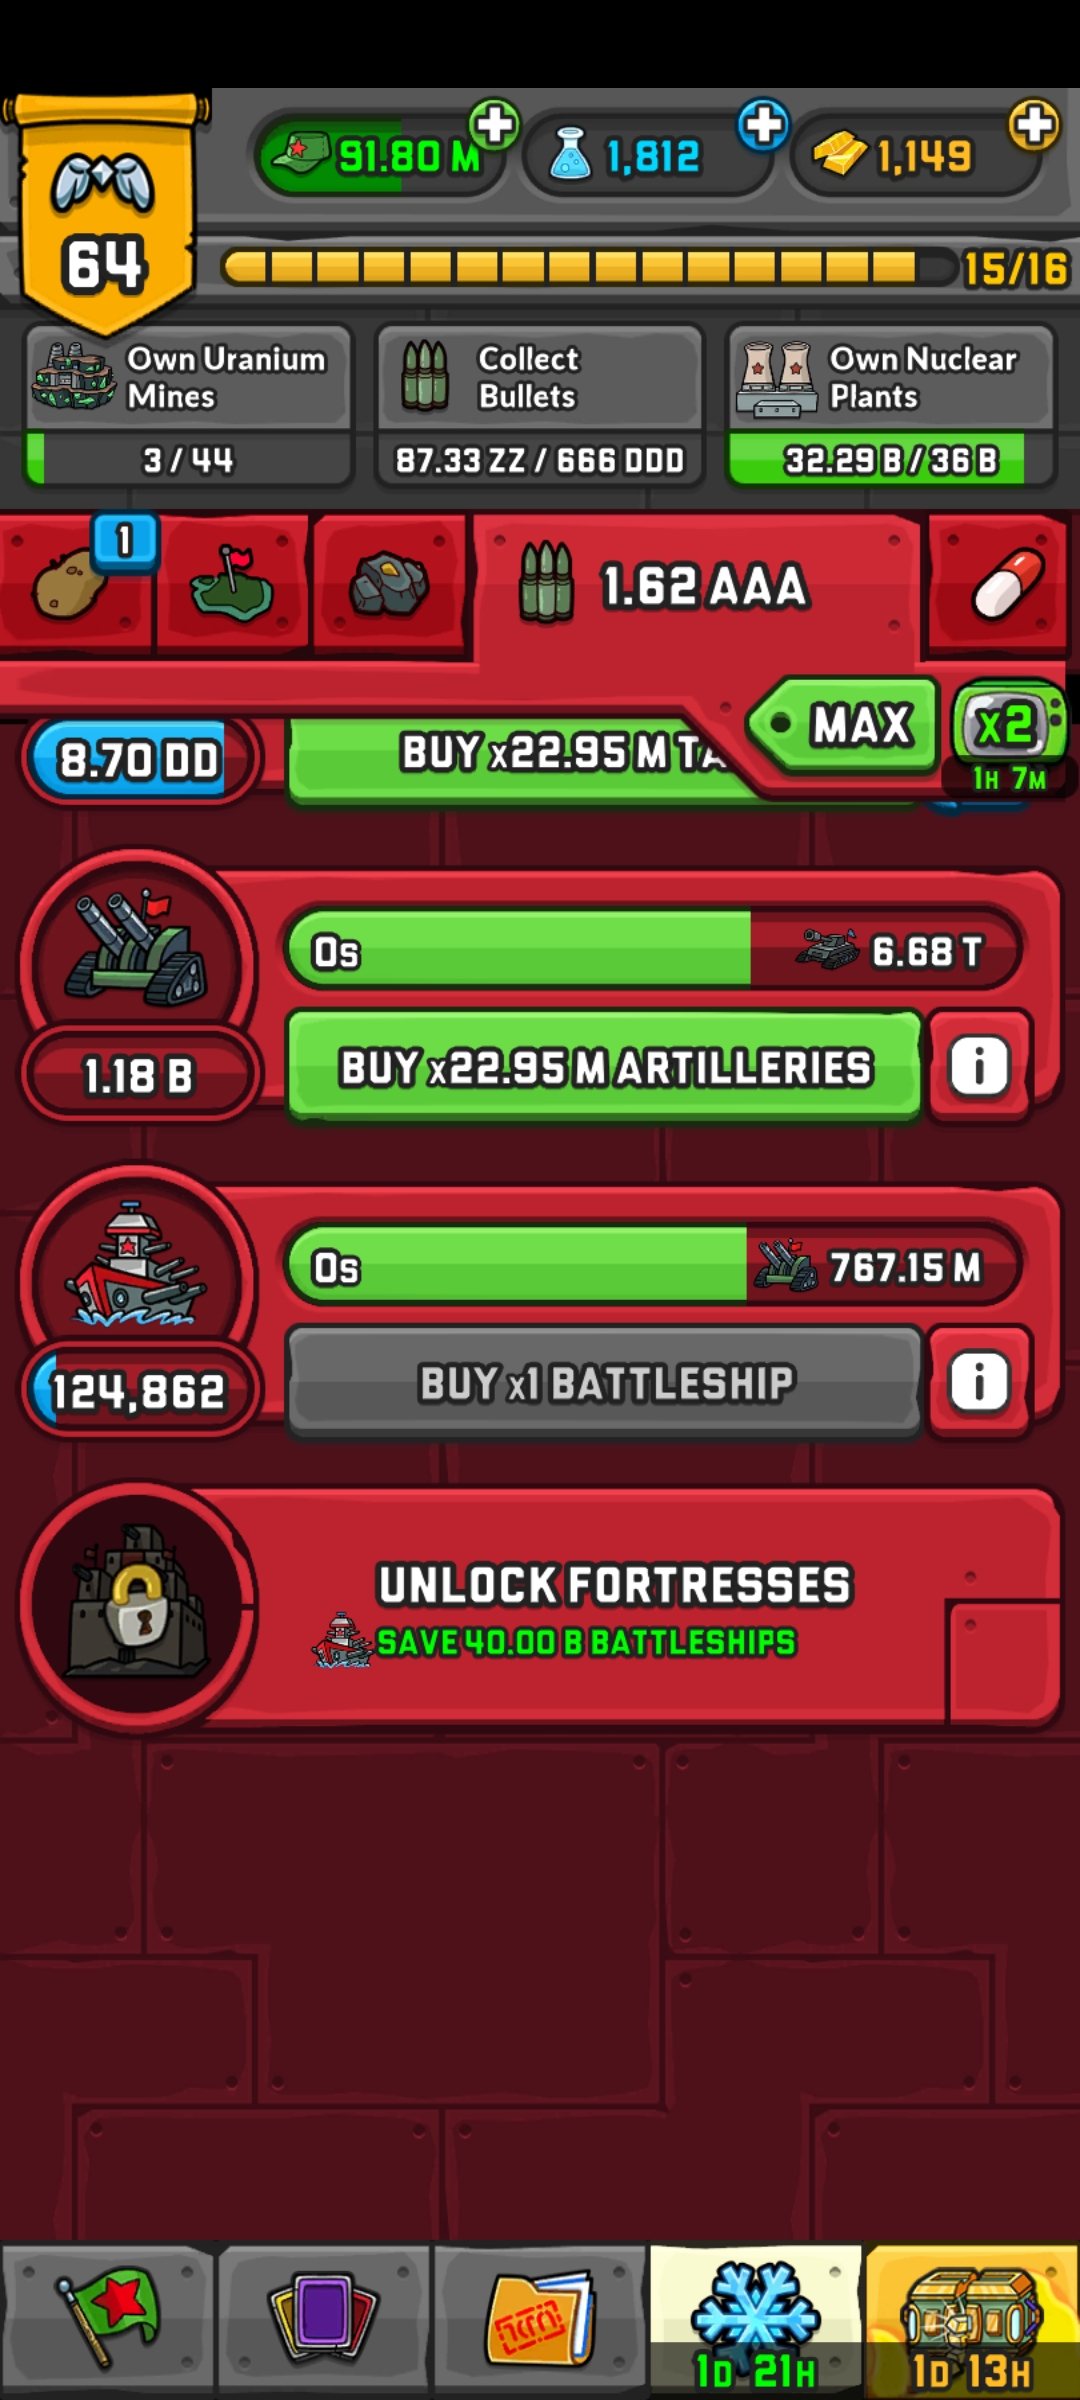 91.80 M
1,812
1,149
64
15/16
Own Uranium
Mines
3 / 44
Collect
Bullets
87.33 ZZ / 666 DDD
Own Nuclear
Plants
32.29 B / 36 B
1
1.62 AAA
MAX
x2
1H 7M
8.70 DD
BUY x22.95 M TA
0s
6.68 T
1.18 B
BUY x22.95 M ARTILLERIES
i
0s
767.15 M
124,862
BUY x1 BATTLESHIP
i
UNLOCK FORTRESSES
SAVE 40.00 B BATTLESHIPS
1D 21H
1D 13H